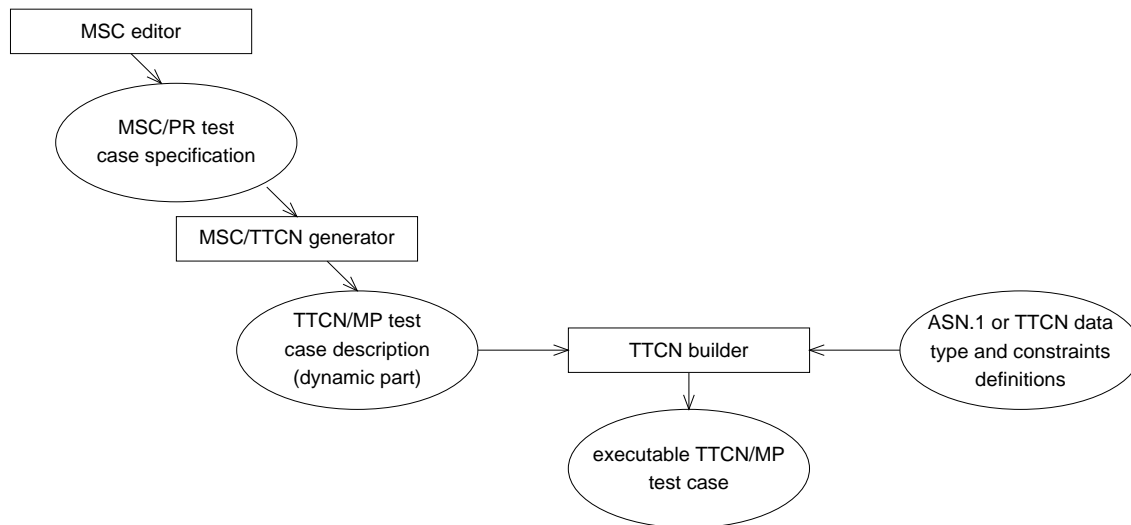 MSC editor
MSC/PR test
case specification
MSC/TTCN generator
TTCN/MP test
case description
(dynamic part)
TTCN builder
ASN.1 or TTCN data
type and constraints
definitions
executable TTCN/MP
test case